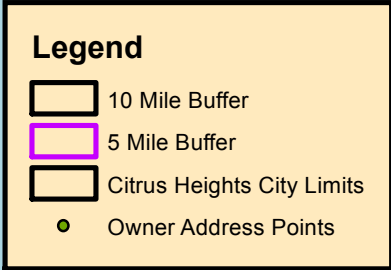 Legend
10 Mile Buffer
5 Mile Buffer
Citrus Heights City Limits
Owner Address Points